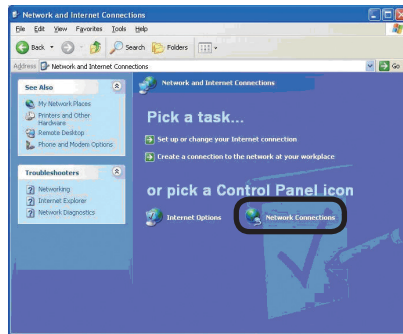 Network and Internet Connections
File Edit View Favorites Tools Help
Back Search Folders
Address Network and Internet Connections Go
See Also
My Network Places
Printers and Other
Hardware
Remote Desktop
Phone and Modem Options
Troubleshooters
Networking
Internet Explorer
Network Diagnostics
Network and Internet Connections
Pick a task...
Set up or change your Internet connection
Create a connection to the network at your workplace
or pick a Control Panel icon
Internet Options
Network Connections